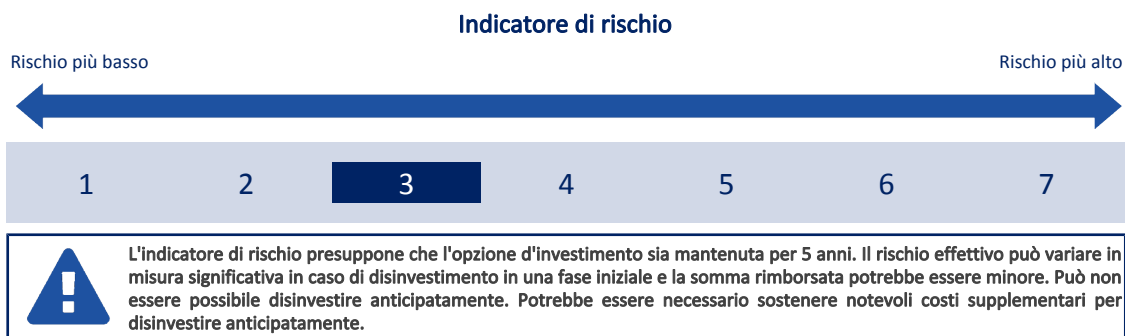 Indicatore di rischio
Rischio più basso
Rischio più alto
1 2 3 4 5 6 7
L'indicatore di rischio presuppone che l'opzione d'investimento sia mantenuta per 5 anni. Il rischio effettivo può variare in
misura significativa in caso di disinvestimento in una fase iniziale e la somma rimborsata potrebbe essere minore. Può non
essere possibile disinvestire anticipatamente. Potrebbe essere necessario sostenere notevoli costi supplementari per
disinvestire anticipatamente.